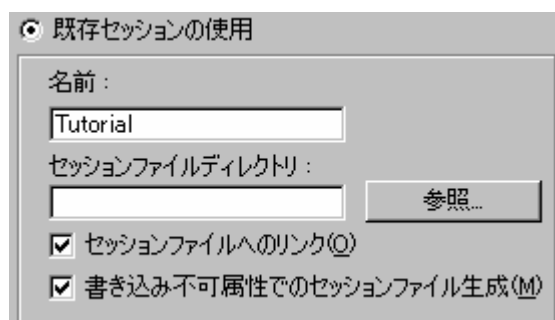 既存セッションの使用
名前：
Tutorial
セッションファイルディレクトリ：
参照...
セッションファイルへのリンク(O)
書き込み不可属性でのセッションファイル生成(M)